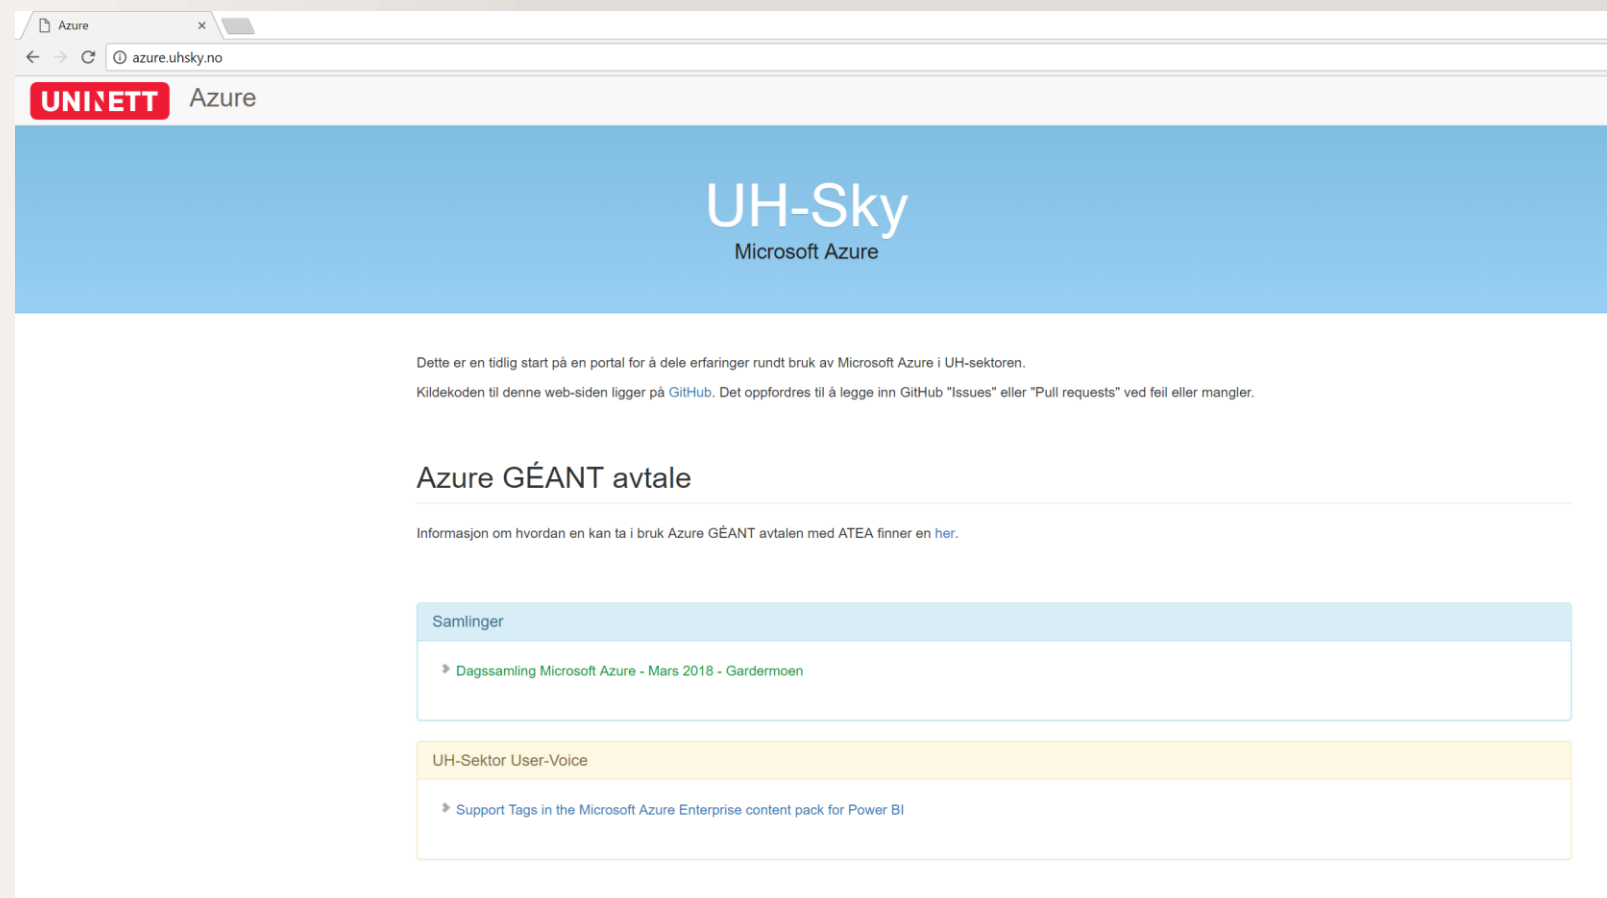 Azure
azure.uhsky.no
UNINETT Azure
UH-Sky
Microsoft Azure
Dette er en tidlig start på en portal for å dele erfaringer rundt bruk av Microsoft Azure i UH-sektoren.
Kildekoden til denne web-siden ligger på GitHub. Det oppfordres til å legge inn GitHub "Issues" eller "Pull requests" ved feil eller mangler.
Azure GÉANT avtale
Informasjon om hvordan en kan ta i bruk Azure GÉANT avtalen med ATEA finner en her.
Samlinger
Dagssamling Microsoft Azure - Mars 2018 - Gardermoen
UH-Sektor User-Voice
Support Tags in the Microsoft Azure Enterprise content pack for Power BI